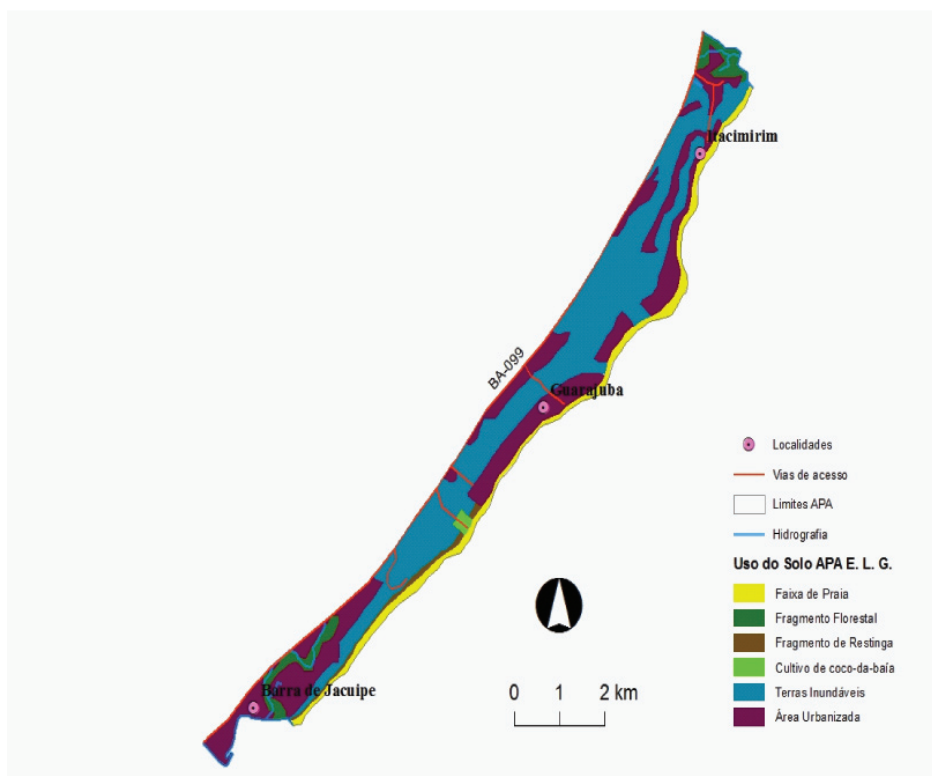 Itacimirim
BA-099
Guarajuba
Barra de Jacuipe
Localidades
Vias de acesso
Limites APA
Hidrografia
Uso do Solo APA E. L. G.
Faixa de Praia
Fragmento Florestal
Fragmento de Restinga
Cultivo de coco-da-baía
Terras Inundáveis
Área Urbanizada
0 1 2 km